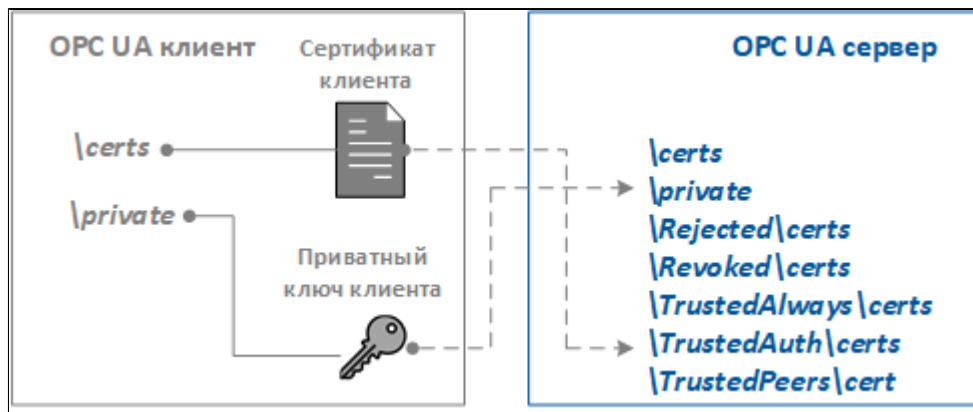 OPC UA клиент
Сертификат
клиента
\certs
\private
Приватный
ключ клиента
OPC UA сервер
\certs
\private
\Rejected\certs
\Revoked\certs
\TrustedAlways\certs
\TrustedAuth\certs
\TrustedPeers\cert